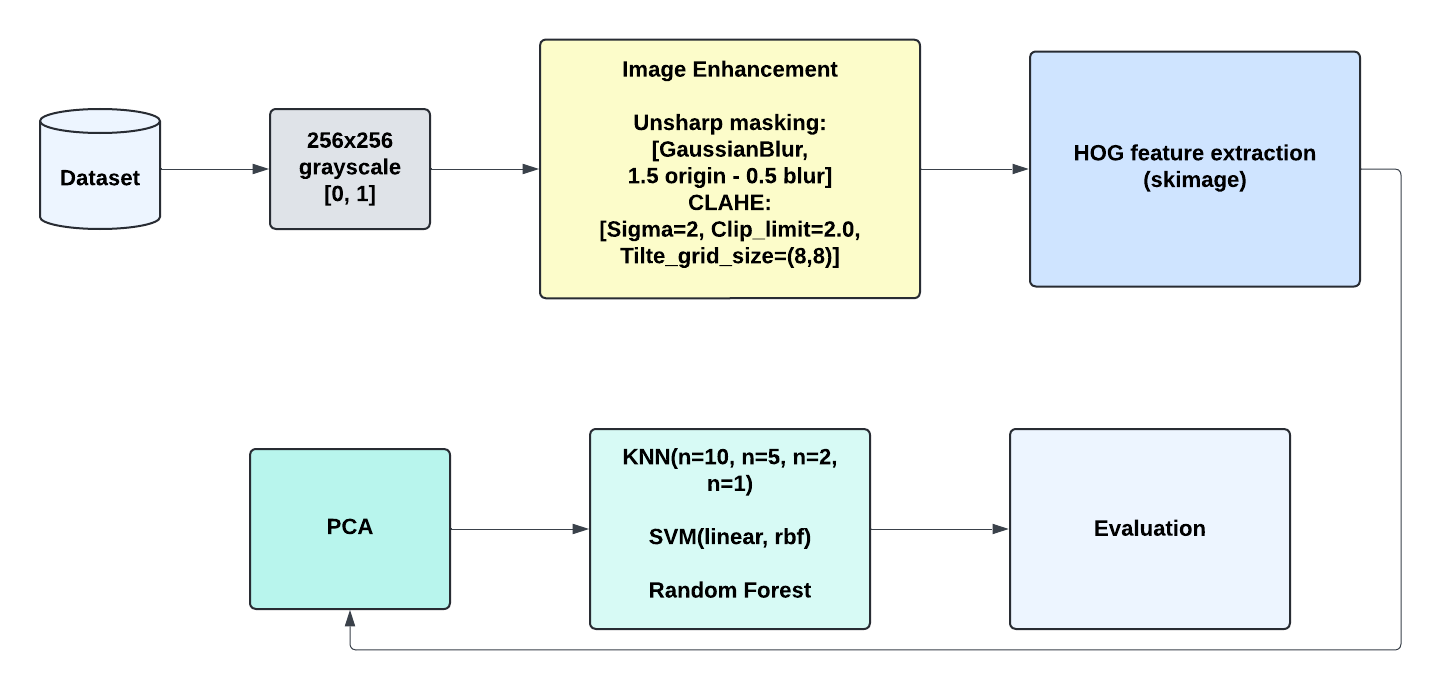 Dataset
256x256
grayscale
[0, 1]
Image Enhancement
Unsharp masking:
[GaussianBlur,
1.5 origin - 0.5 blur]
CLAHE:
[Sigma=2, Clip_limit=2.0,
Tilte_grid_size=(8,8)]
HOG feature extraction
(skimage)
PCA
KNN(n=10, n=5, n=2,
n=1)
SVM(linear, rbf)
Random Forest
Evaluation